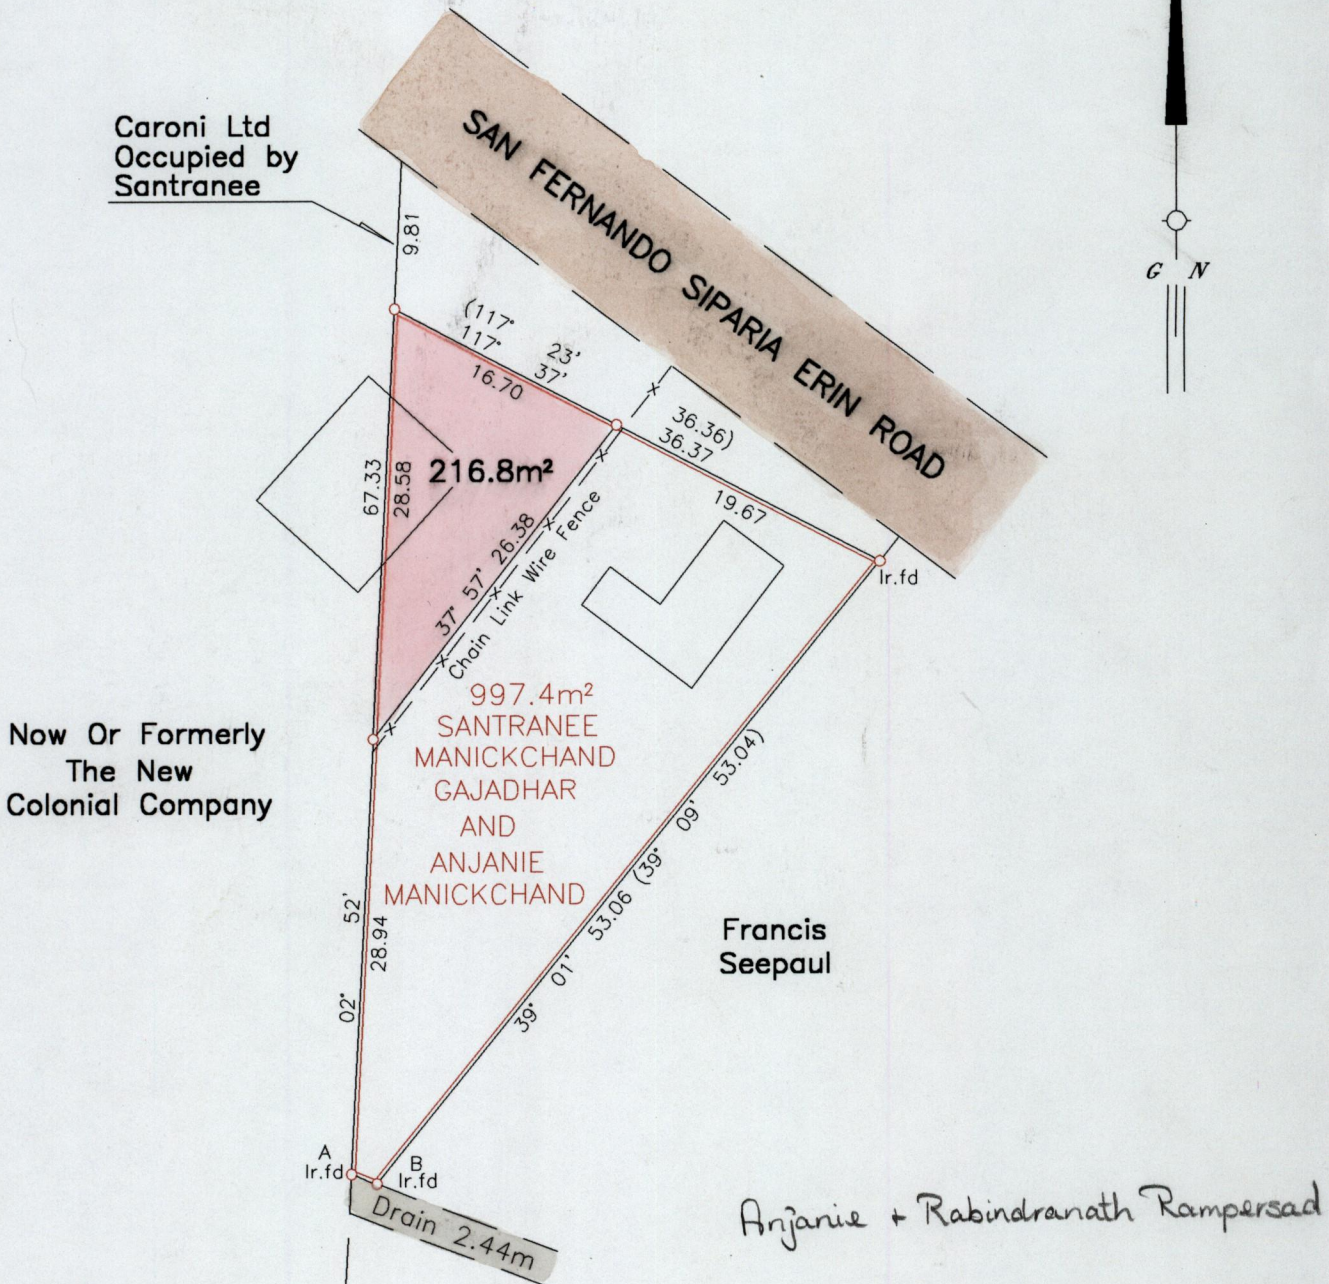 Caroni Ltd
Occupied by
Santranee
SAN FERNANDO SIPARIA ERIN ROAD
G N
9.81
(117° 23'
117° 37'
16.70
36.36)
36.37
19.67
Ir.fd
67.33
28.58
216.8m²
37° 57' 26.38
Chain Link Wire Fence
997.4m²
SANTRANEE
MANICKCHAND
GAJADHAR
AND
ANJANIE
MANICKCHAND
Now Or Formerly
The New
Colonial Company
39° 01' 53.06 (39° 09' 53.04)
02° 52'
28.94
Francis
Seepaul
A
Ir.fd
B
Ir.fd
Drain 2.44m
Anjanie + Rabindranath Rampersad